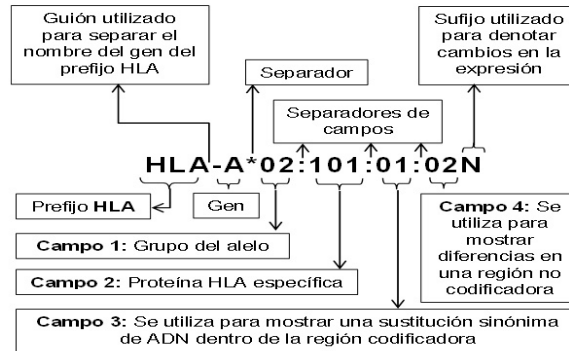 Guión utilizado
para separar el
nombre del gen del
prefijo HLA
Separador
Sufijo utilizado
para denotar
cambios en la
expresión
Separadores de
campos
HLA-A*02:101:01:02N
Prefijo HLA
Gen
Campo 1: Grupo del alelo
Campo 2: Proteína HLA específica
Campo 4: Se
utiliza para
mostrar
diferencias en
una región no
codificadora
Campo 3: Se utiliza para mostrar una sustitución sinónima
de ADN dentro de la región codificadora